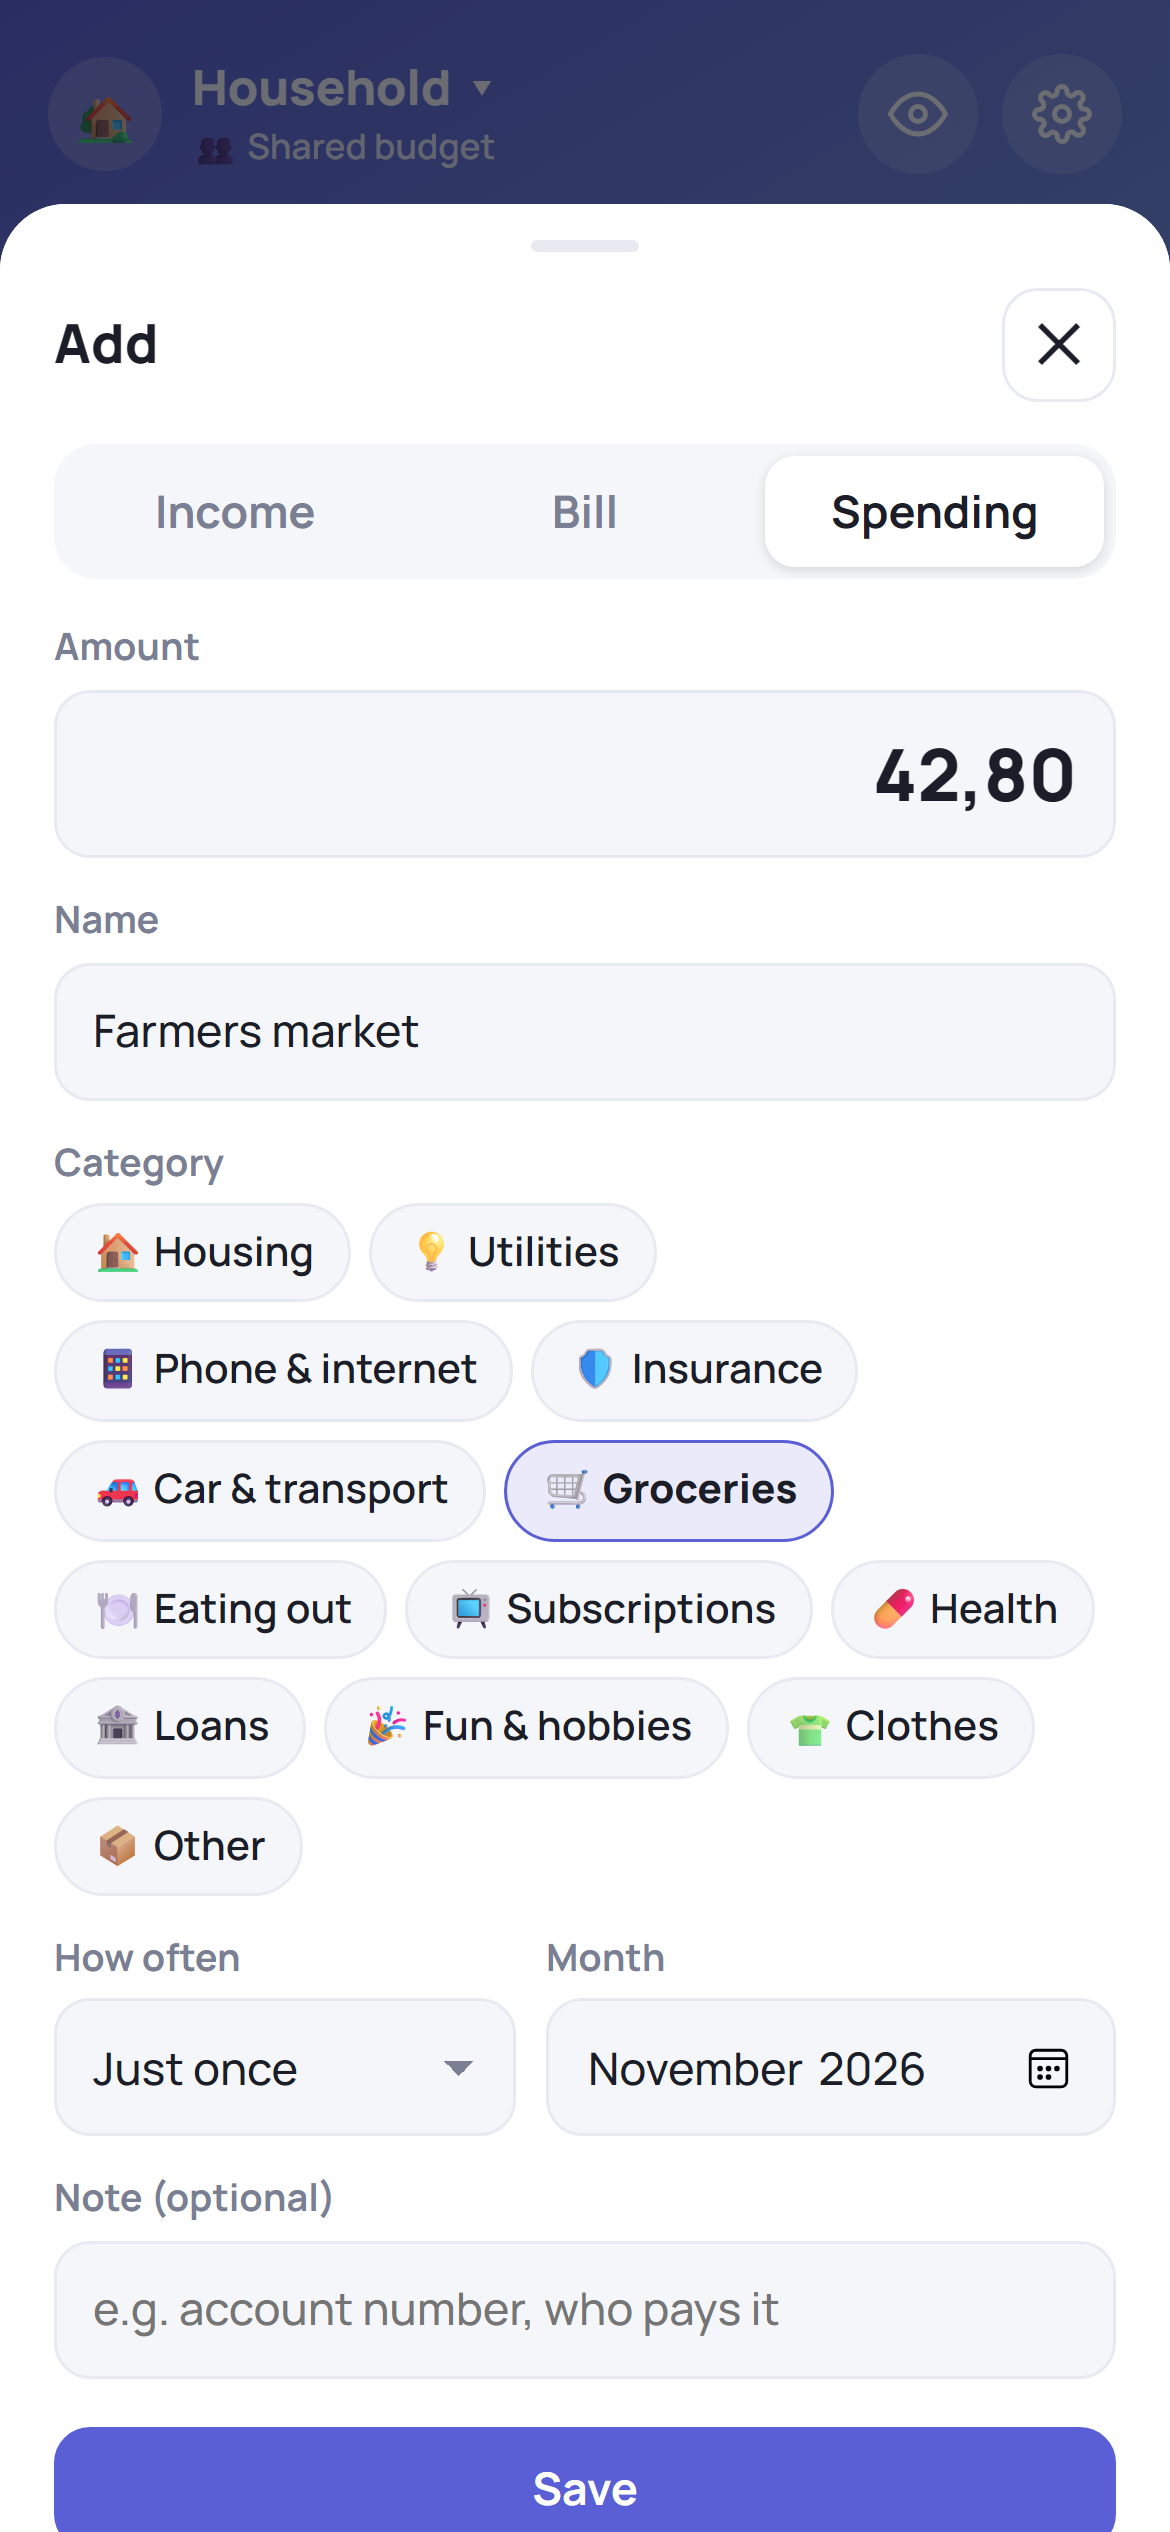 Household
Shared budget
Add
Income Bill Spending
Amount
42,80
Name
Farmers market
Category
Housing Utilities
Phone & internet Insurance
Car & transport Groceries
Eating out Subscriptions Health
Loans Fun & hobbies Clothes
Other
How often Month
Just once November 2026
Note (optional)
e.g. account number, who pays it
Save